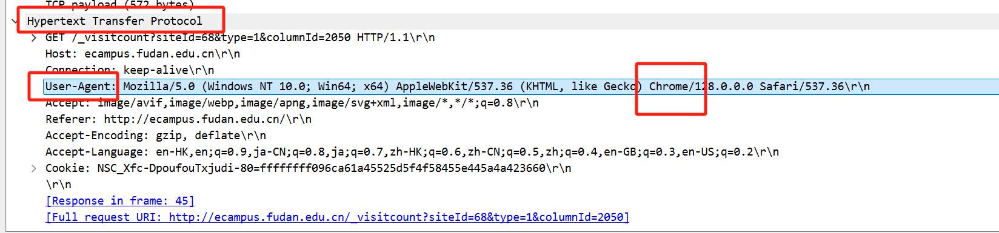 TCP payload (572 bytes)
Hypertext Transfer Protocol
GET /_visitcount?siteId=68&type=1&columnId=2050 HTTP/1.1\r\n
Host: ecampus.fudan.edu.cn\r\n
Connection: keep-alive\r\n
User-Agent: Mozilla/5.0 (Windows NT 10.0; Win64; x64) AppleWebKit/537.36 (KHTML, like Gecko) Chrome/128.0.0.0 Safari/537.36\r\n
Accept: image/avif,image/webp,image/apng,image/svg+xml,image/*,*/*;q=0.8\r\n
Referer: http://ecampus.fudan.edu.cn/\r\n
Accept-Encoding: gzip, deflate\r\n
Accept-Language: en-HK,en;q=0.9,ja-CN;q=0.8,ja;q=0.7,zh-HK;q=0.6,zh-CN;q=0.5,zh;q=0.4,en-GB;q=0.3,en-US;q=0.2\r\n
Cookie: NSC_Xfc-DpoufouTxjudi-80=ffffffff096ca61a45525d5f4f58455e445a4a423660\r\n
\r\n
[Response in frame: 45]
[Full request URI: http://ecampus.fudan.edu.cn/_visitcount?siteId=68&type=1&columnId=2050]